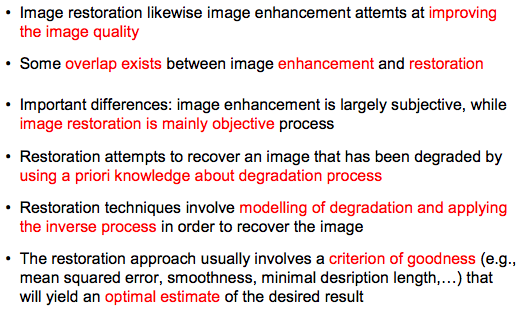 • Image restoration likewise image enhancement attemts at improving
the image quality
• Some overlap exists between image enhancement and restoration
• Important differences: image enhancement is largely subjective, while
image restoration is mainly objective process
• Restoration attempts to recover an image that has been degraded by
using a priori knowledge about degradation process
• Restoration techniques involve modelling of degradation and applying
the inverse process in order to recover the image
• The restoration approach usually involves a criterion of goodness (e.g.,
mean squared error, smoothness, minimal desription length,...) that
will yield an optimal estimate of the desired result